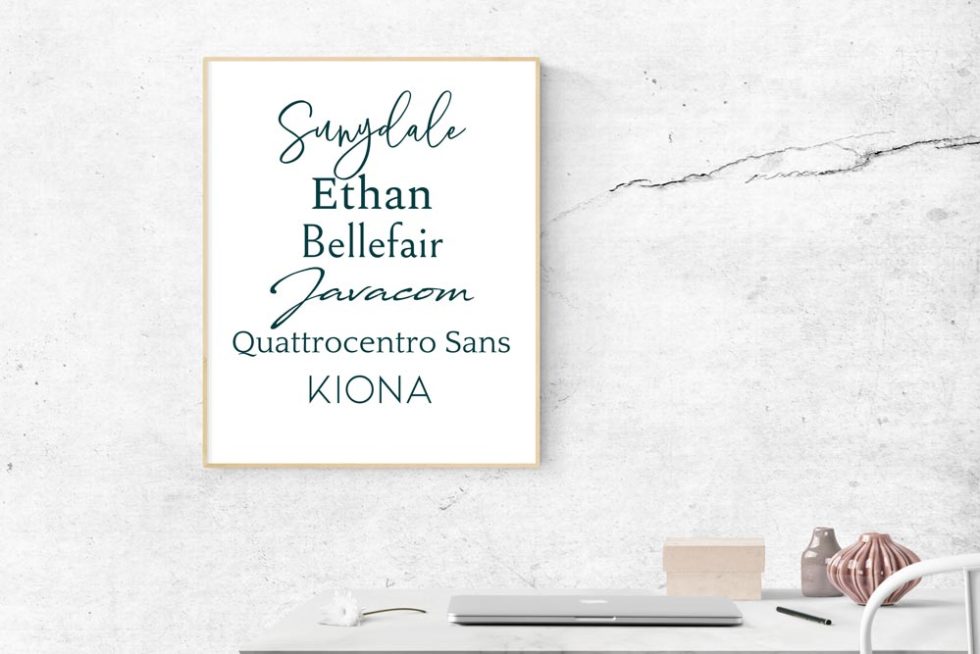 Sunydale
Ethan
Bellefair
Javacom
Quattrocentro Sans
KIONA